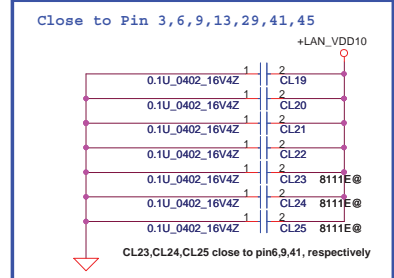 Close to Pin 3,6,9,13,29,41,45
+LAN_VDD10
1 2
0.1U_0402_16V4Z CL19
1 2
0.1U_0402_16V4Z CL20
1 2
0.1U_0402_16V4Z CL21
1 2
0.1U_0402_16V4Z CL22
1 2
0.1U_0402_16V4Z CL23 8111E@
1 2
0.1U_0402_16V4Z CL24 8111E@
1 2
0.1U_0402_16V4Z CL25 8111E@
CL23,CL24,CL25 close to pin6,9,41, respectively